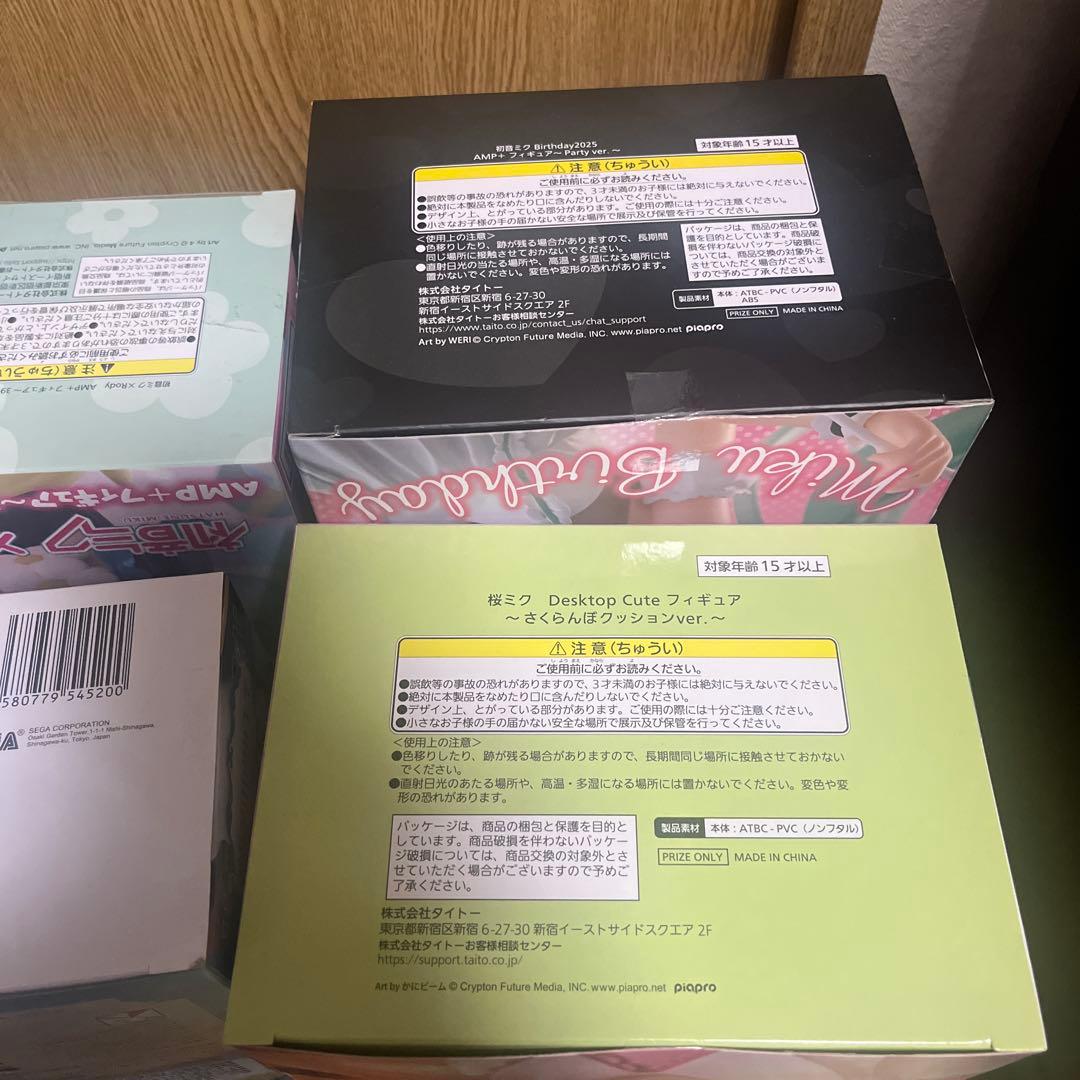 初音ミク Birthday2025
AMP+ フィギュア~ Party ver. ~
対象年齢 15 才以上
⚠注意(ちゅうい)
ご使用前に必ずお読みください。
●誤飲等の事故の恐れがありますので、3才未満のお子様には絶対に与えないでください。
●絶対に本製品をなめたり口に含んだりしないでください。
●デザイン上、とがっている部分があります。ご使用の際には十分ご注意ください。
●小さなお子様の手の届かない安全な場所で展示及び保管を行ってください。
<使用上の注意>
●色移りしたり、跡が残る場合がありますので、長期間
同じ場所に接触させておかないでください。
●直射日光の当たる場所や、高温・多湿になる場所には
置かないでください。変色や変形の恐れがあります。
パッケージは、商品の梱包と保
護を目的としています。商品破
損を伴わないパッケージ破損に
ついては、商品交換の対象外と
させていただく場合がございま
すので予めご了承ください。
株式会社タイトー
東京都新宿区新宿 6-27-30
新宿イーストサイドスクエア 2F
株式会社タイトーお客様相談センター
https://www.taito.co.jp/contact_us/chat_support
Art by WERI © Crypton Future Media, INC. www.piapro.net piapro
製品素材 本体:ATBC-PVC(ノンフタル)
ABS
PRIZE ONLY MADE IN CHINA
Miku Birthday
Art by 46 © Crypton Future Media, INC. www.piapro.net
⚠注意(ちゅうい)
初音ミク×Rody AMP+フィギュア~39
AMP+フィギュア~
HATSUNE MIKU
初音ミク×
580779 545200
® SEGA CORPORATION
Osaki Garden Tower, 1-1-1 Nishi-Shinagawa,
Shinagawa-ku, Tokyo, Japan
対象年齢 15 才以上
桜ミク Desktop Cute フィギュア
~さくらんぼクッションver.~
⚠注意(ちゅうい)
ご使用前に必ずお読みください。
●誤飲等の事故の恐れがありますので、3才未満のお子様には絶対に与えないでください。
●絶対に本製品をなめたり口に含んだりしないでください。
●デザイン上、とがっている部分があります。ご使用の際には十分ご注意ください。
●小さなお子様の手の届かない安全な場所で展示及び保管を行ってください。
<使用上の注意>
●色移りしたり、跡が残る場合がありますので、長期間同じ場所に接触させておかない
でください。
●直射日光のあたる場所や、高温・多湿になる場所には置かないでください。変色や変
形の恐れがあります。
パッケージは、商品の梱包と保護を目的と
しています。商品破損を伴わないパッケー
ジ破損については、商品交換の対象外とさ
せていただく場合がございますので予めご
了承ください。
製品素材 本体:ATBC-PVC(ノンフタル)
PRIZE ONLY MADE IN CHINA
株式会社タイトー
東京都新宿区新宿 6-27-30 新宿イーストサイドスクエア 2F
株式会社タイトーお客様相談センター
https://support.taito.co.jp/
Art by かにビーム © Crypton Future Media, INC. www.piapro.net piapro